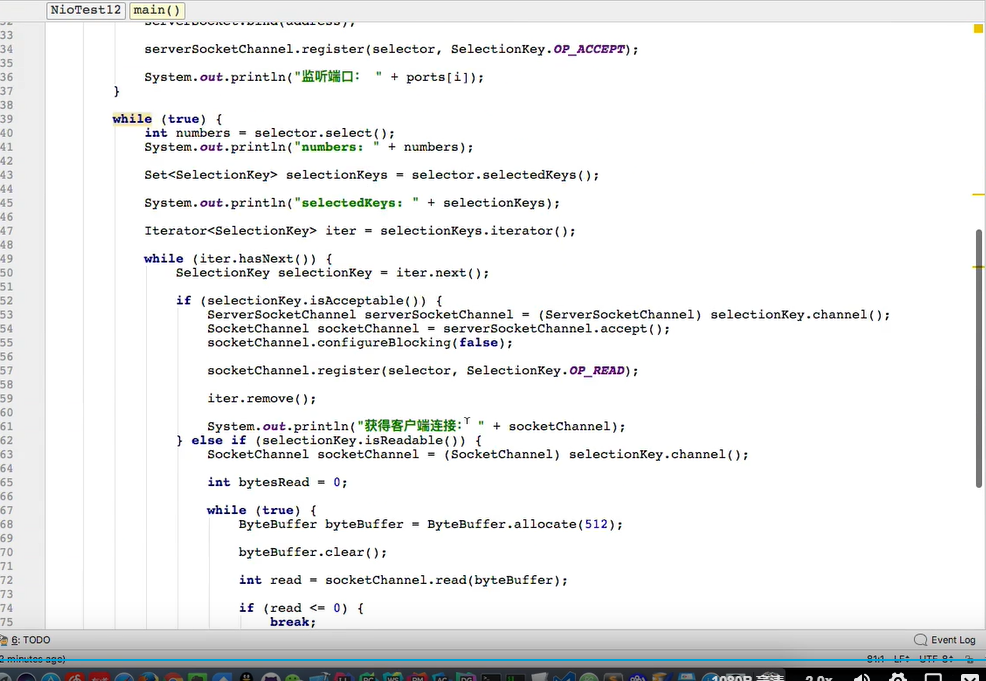 NioTest12 main()
32 serverSocket.bind(address);
33
34 serverSocketChannel.register(selector, SelectionKey.OP_ACCEPT);
35
36 System.out.println("监听端口： " + ports[i]);
37 }
38
39 while (true) {
40 int numbers = selector.select();
41 System.out.println("numbers: " + numbers);
42
43 Set<SelectionKey> selectionKeys = selector.selectedKeys();
44
45 System.out.println("selectedKeys: " + selectionKeys);
46
47 Iterator<SelectionKey> iter = selectionKeys.iterator();
48
49 while (iter.hasNext()) {
50 SelectionKey selectionKey = iter.next();
51
52 if (selectionKey.isAcceptable()) {
53 ServerSocketChannel serverSocketChannel = (ServerSocketChannel) selectionKey.channel();
54 SocketChannel socketChannel = serverSocketChannel.accept();
55 socketChannel.configureBlocking(false);
56
57 socketChannel.register(selector, SelectionKey.OP_READ);
58
59 iter.remove();
60
61 System.out.println("获得客户端连接： " + socketChannel);
62 } else if (selectionKey.isReadable()) {
63 SocketChannel socketChannel = (SocketChannel) selectionKey.channel();
64
65 int bytesRead = 0;
66
67 while (true) {
68 ByteBuffer byteBuffer = ByteBuffer.allocate(512);
69
70 byteBuffer.clear();
71
72 int read = socketChannel.read(byteBuffer);
73
74 if (read <= 0) {
75 break;
6: TODO Event Log
2 minutes ago) 81:1 LF UTF-8
1080P 高清 2.0x